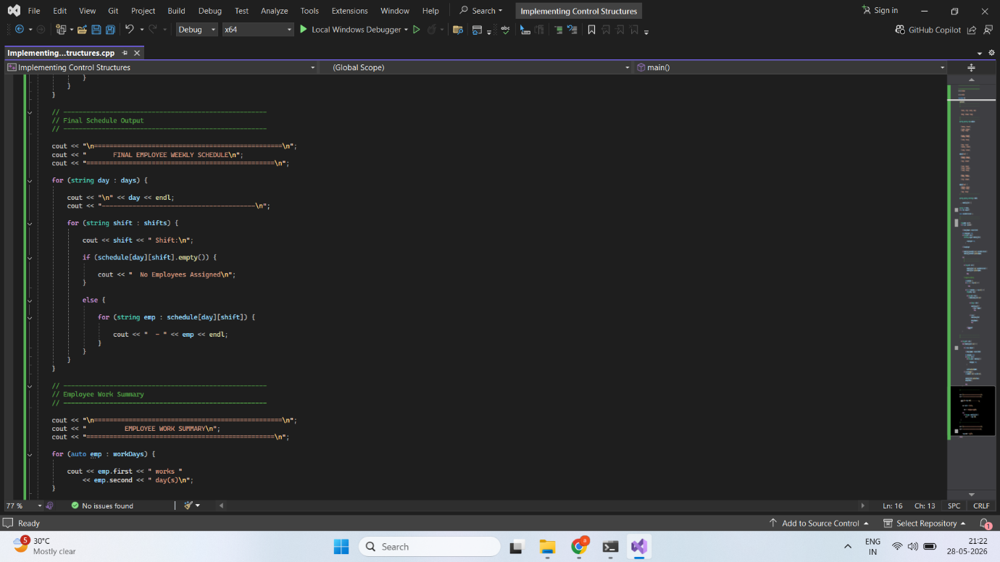 File Edit View Git Project Build Debug Test Analyze Tools Extensions Window Help Search Implementing Control Structures Sign in
Debug x64 Local Windows Debugger GitHub Copilot
Implementing...tructures.cpp
Implementing Control Structures (Global Scope) main()
}
}
}
// -----------------------------------------------------
// Final Schedule Output
// -----------------------------------------------------
cout << "\n=================================================\n";
cout << "       FINAL EMPLOYEE WEEKLY SCHEDULE\n";
cout << "=================================================\n";
for (string day : days) {
cout << "\n" << day << endl;
cout << "----------------------------------------\n";
for (string shift : shifts) {
cout << shift << " Shift:\n";
if (schedule[day][shift].empty()) {
cout << "  No Employees Assigned\n";
}
else {
for (string emp : schedule[day][shift]) {
cout << "  - " << emp << endl;
}
}
}
}
// -----------------------------------------------------
// Employee Work Summary
// -----------------------------------------------------
cout << "\n=================================================\n";
cout << "          EMPLOYEE WORK SUMMARY\n";
cout << "=================================================\n";
for (auto emp : workDays) {
cout << emp.first << " works "
<< emp.second << " day(s)\n";
}
77 % No issues found Ln: 16 Ch: 13 SPC CRLF
Ready Add to Source Control Select Repository 1
5 30°C
Mostly clear
Search
ENG
IN
21:22
28-05-2026